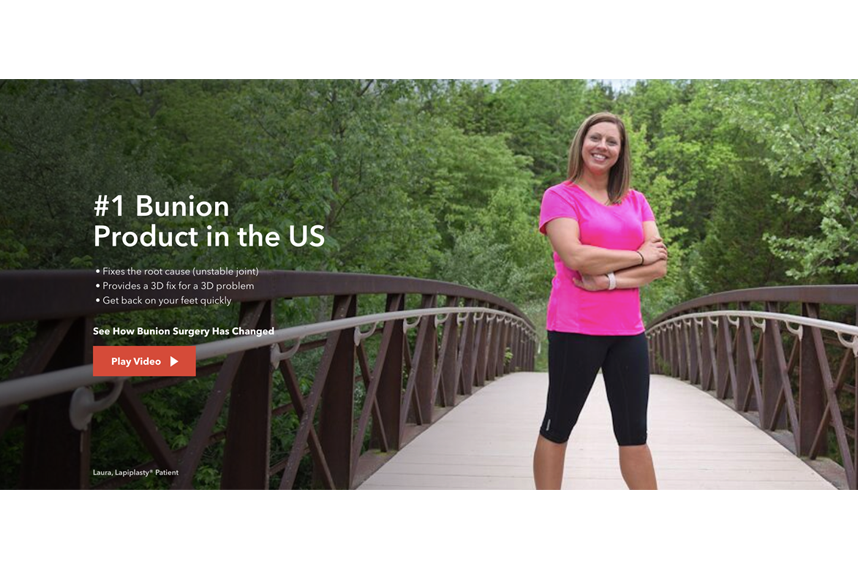 #1 Bunion
Product in the US
• Fixes the root cause (unstable joint)
• Provides a 3D fix for a 3D problem
• Get back on your feet quickly
See How Bunion Surgery Has Changed
Play Video
Laura, Lapiplasty® Patient